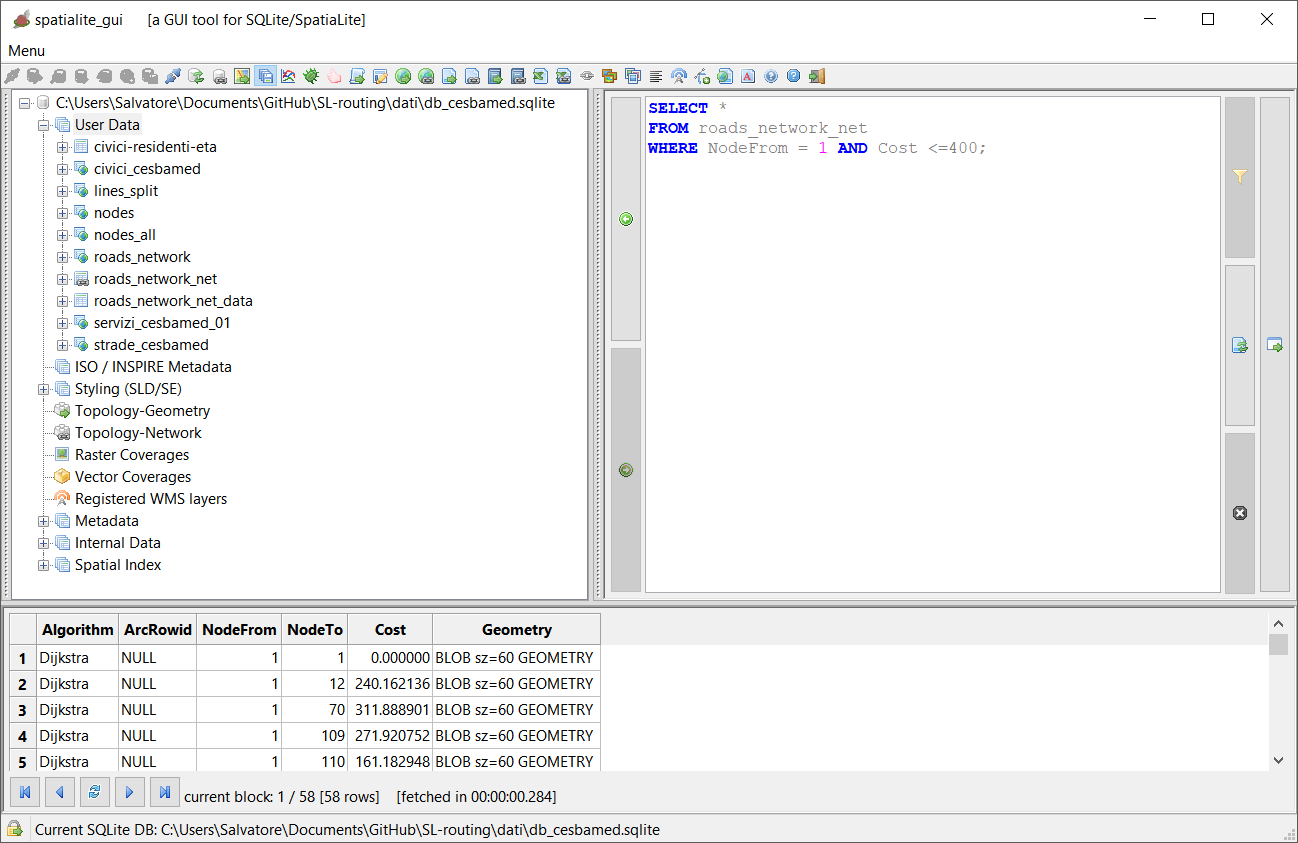 spatialite_gui [a GUI tool for SQLite/SpatiaLite]
Menu
C:\Users\Salvatore\Documents\GitHub\SL-routing\dati\db_cesbamed.sqlite
User Data
civici-residenti-eta
civici_cesbamed
lines_split
nodes
nodes_all
roads_network
roads_network_net
roads_network_net_data
servizi_cesbamed_01
strade_cesbamed
ISO / INSPIRE Metadata
Styling (SLD/SE)
Topology-Geometry
Topology-Network
Raster Coverages
Vector Coverages
Registered WMS layers
Metadata
Internal Data
Spatial Index
SELECT *
FROM roads_network_net
WHERE NodeFrom = 1 AND Cost <=400;
Algorithm ArcRowid NodeFrom NodeTo Cost Geometry
1 Dijkstra NULL 1 1 0.000000 BLOB sz=60 GEOMETRY
2 Dijkstra NULL 1 12 240.162136 BLOB sz=60 GEOMETRY
3 Dijkstra NULL 1 70 311.888901 BLOB sz=60 GEOMETRY
4 Dijkstra NULL 1 109 271.920752 BLOB sz=60 GEOMETRY
5 Dijkstra NULL 1 110 161.182948 BLOB sz=60 GEOMETRY
current block: 1 / 58 [58 rows] [fetched in 00:00:00.284]
Current SQLite DB: C:\Users\Salvatore\Documents\GitHub\SL-routing\dati\db_cesbamed.sqlite